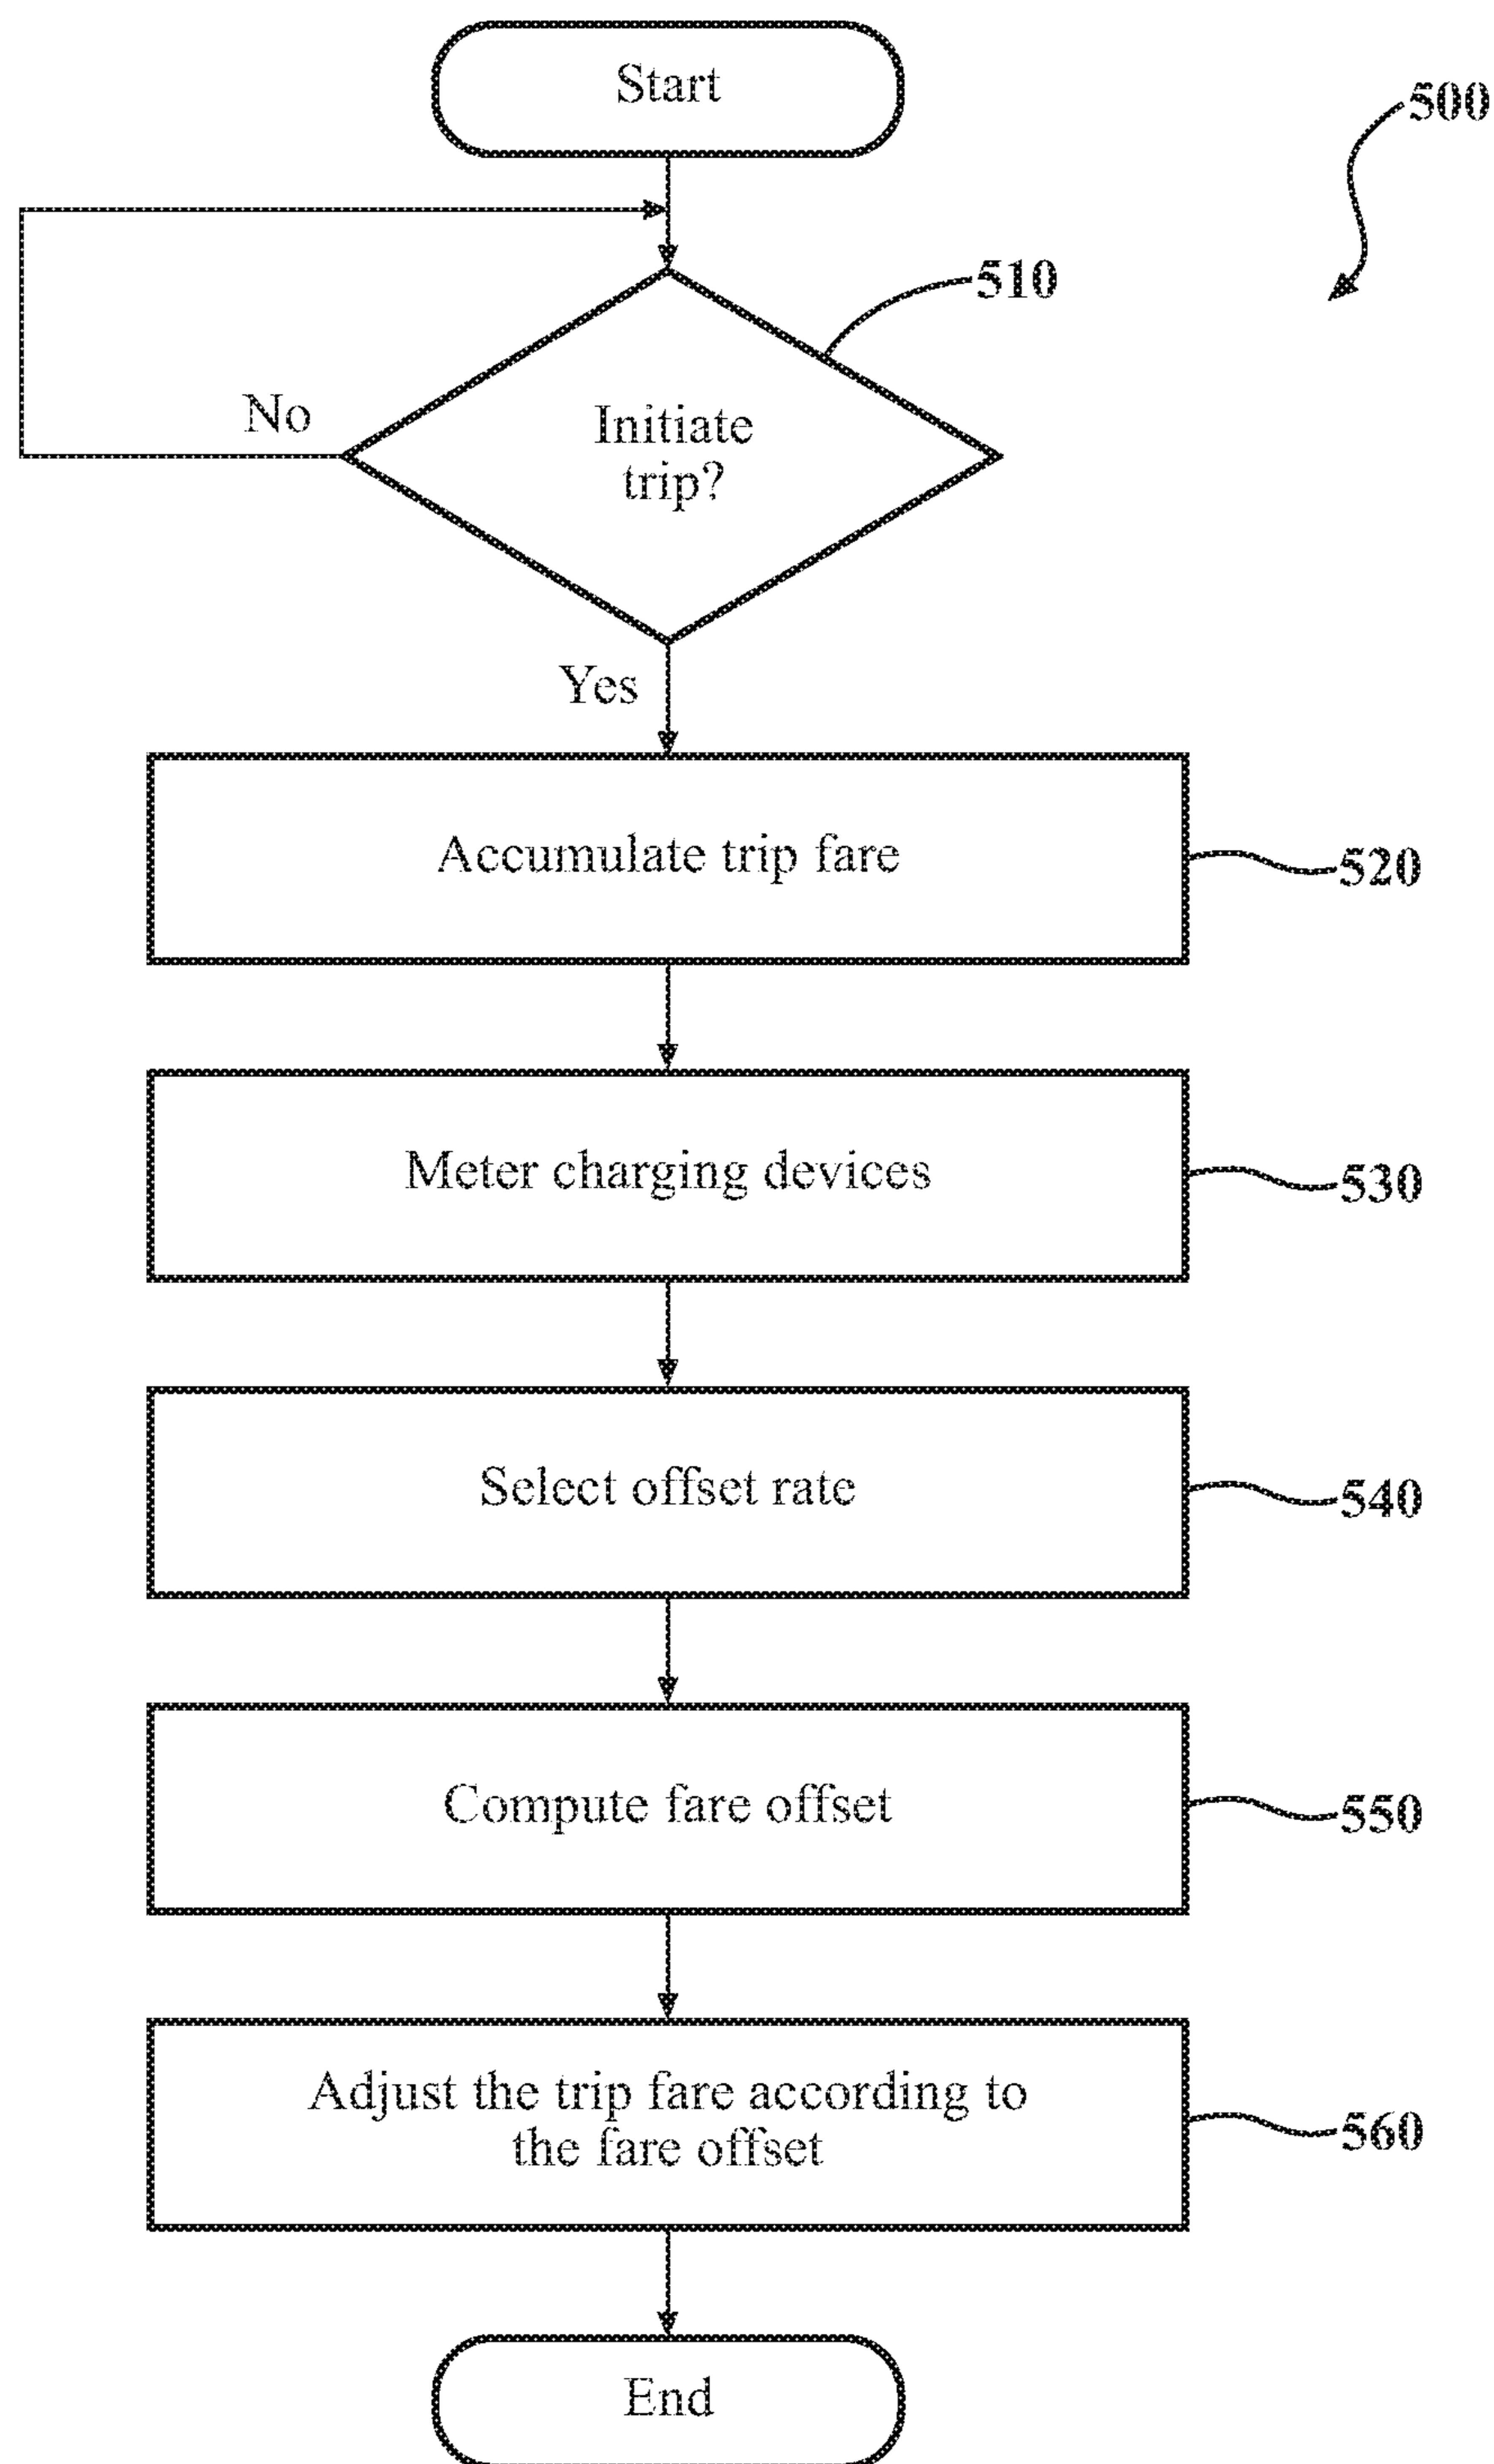 Start
500
510
Initiate
trip?
No
Yes
Accumulate trip fare
520
Meter charging devices
530
Select offset rate
540
Compute fare offset
550
Adjust the trip fare according to
the fare offset
560
End